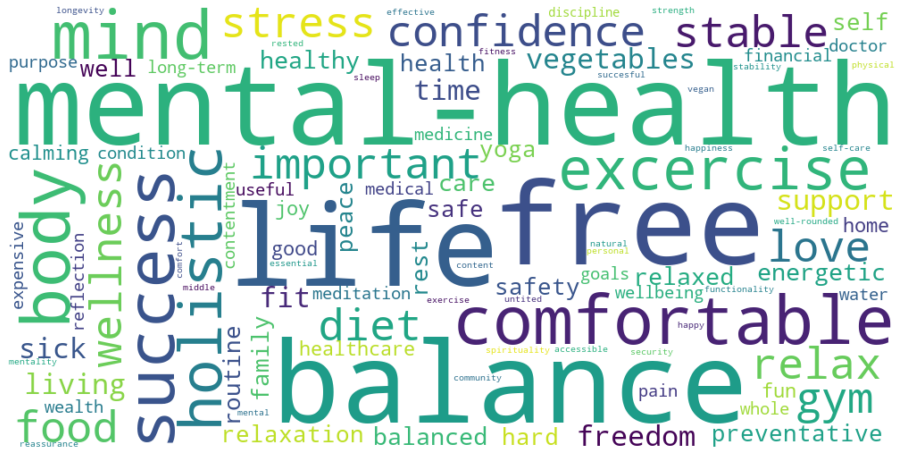 longevity
effective
discipline
strength
mind
stress
confidence
stable
self
rested
fitness
doctor
purpose
well
long-term
healthy
health
vegetables
financial
stability
physical
mental-health
sleep
time
succesful
vegan
medicine
calming
condition
important
yoga
happiness
self-care
excercise
body
wellness
success
holistic
contentment
useful
joy
peace
medical
care
safe
life
free
support
well-rounded
home
love
expensive
reflection
comfort
good
essential
rest
content
natural
personal
goals
relaxed
energetic
middle
fit
meditation
exercise
safety
untited
wellbeing
functionality
water
comfortable
happy
diet
sick
routine
family
healthcare
spirituality
accessible
security
relax
mentality
living
wealth
mental
balance
community
pain
fun
whole
gym
food
reassurance
relaxation
balanced
hard
freedom
preventative